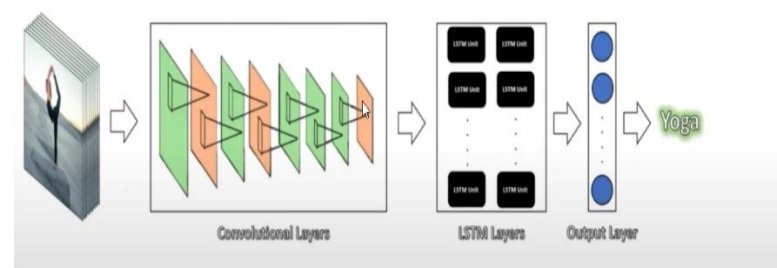 LSTM Unit LSTM Unit
LSTM Unit LSTM Unit
LSTM Unit LSTM Unit
Yoga
Convolutional Layers
LSTM Layers
Output Layer